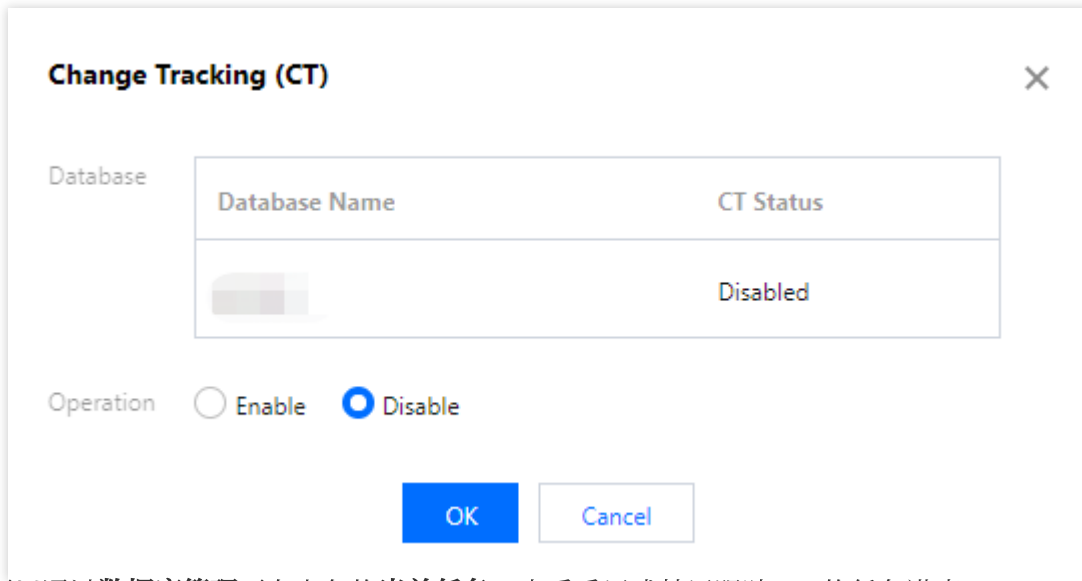 Change Tracking (CT)
Database
Database Name CT Status
Disabled
Operation Enable Disable
OK Cancel